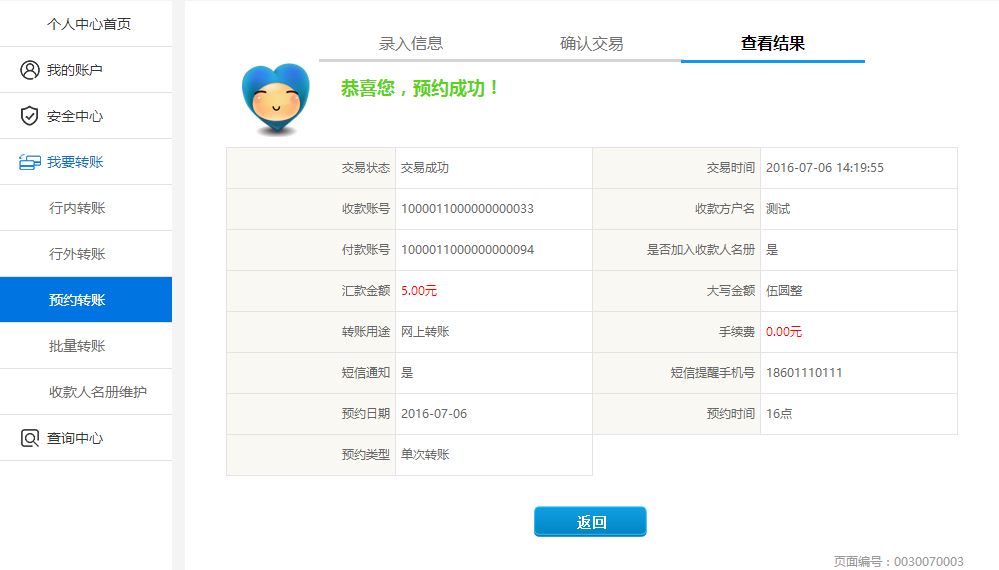 个人中心首页
我的账户
安全中心
我要转账
行内转账
行外转账
预约转账
批量转账
收款人名册维护
查询中心
录入信息 确认交易 查看结果
恭喜您，预约成功！
交易状态 交易成功 交易时间 2016-07-06 14:19:55
收款账号 1000011000000000033 收款方户名 测试
付款账号 1000011000000000094 是否加入收款人名册 是
汇款金额 5.00元 大写金额 伍圆整
转账用途 网上转账 手续费 0.00元
短信通知 是 短信提醒手机号 18601110111
预约日期 2016-07-06 预约时间 16点
预约类型 单次转账
返回
页面编号：0030070003